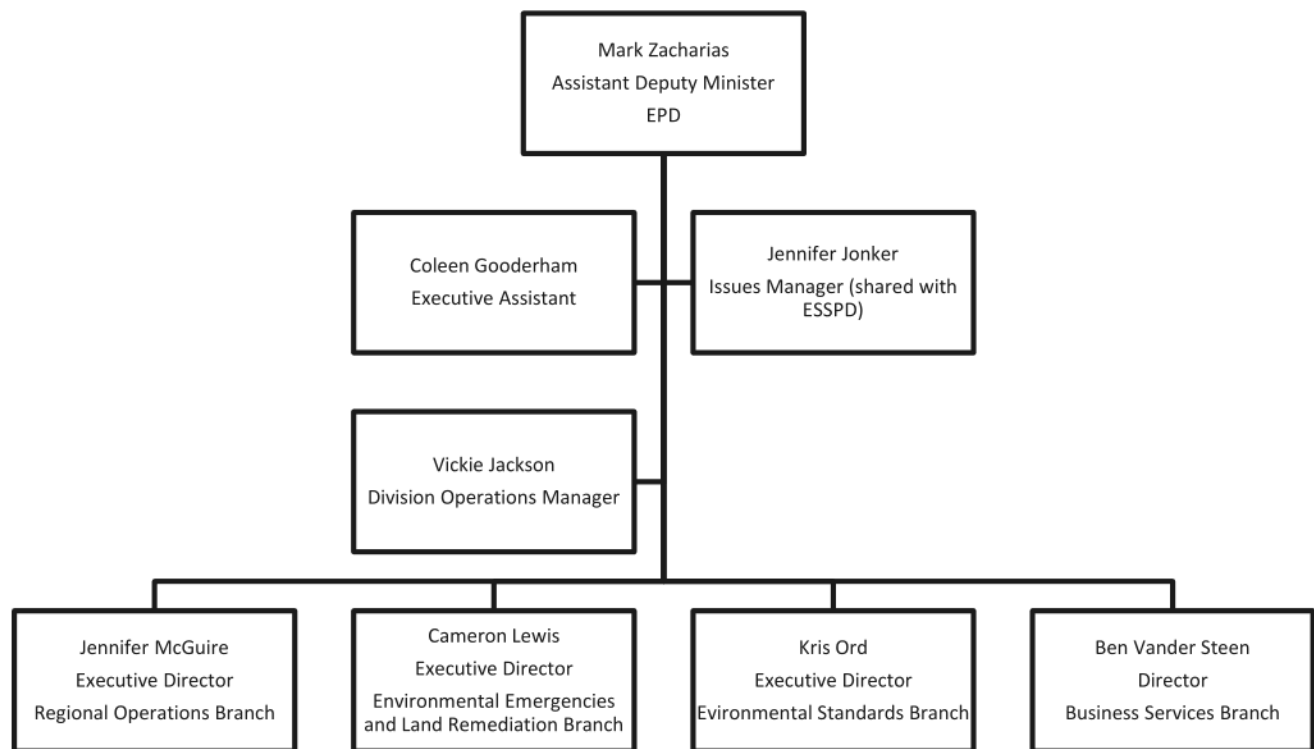 Mark Zacharias
Assistant Deputy Minister
EPD
Coleen Gooderham
Executive Assistant
Jennifer Jonker
Issues Manager (shared with
ESSPD)
Vickie Jackson
Division Operations Manager
Jennifer McGuire
Executive Director
Regional Operations Branch
Cameron Lewis
Executive Director
Environmental Emergencies
and Land Remediation Branch
Kris Ord
Executive Director
Evironmental Standards Branch
Ben Vander Steen
Director
Business Services Branch